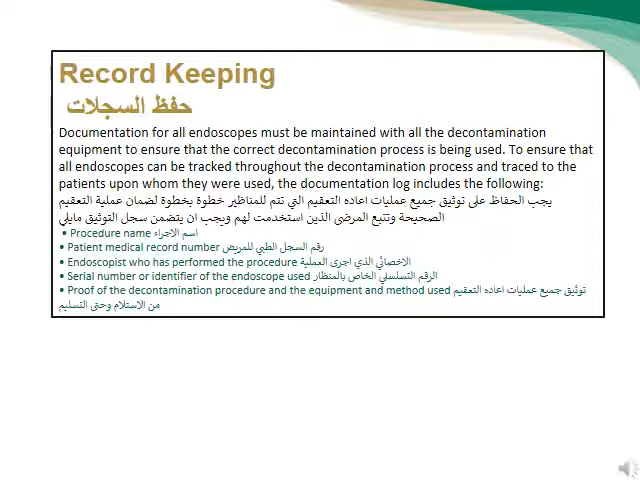 Record Keeping
حفظ السجلات
Documentation for all endoscopes must be maintained with all the decontamination
equipment to ensure that the correct decontamination process is being used. To ensure that
all endoscopes can be tracked throughout the decontamination process and traced to the
patients upon whom they were used, the documentation log includes the following:
يجب الحفاظ على توثيق جميع عمليات اعاده التعقيم التي تتم للمناظير خطوة بخطوة لضمان عملية التعقيم
الصحيحة وتتبع المرضى الذين استخدمت لهم ويجب ان يتضمن سجل التوثيق مايلي
• Procedure name اسم الاجراء
• Patient medical record number رقم السجل الطبي للمريض
• Endoscopist who has performed the procedure الاخصائي الذي اجرى العملية
• Serial number or identifier of the endoscope used الرقم التسلسلي الخاص بالمنظار
• Proof of the decontamination procedure and the equipment and method used توثيق جميع عمليات اعاده التعقيم
من الاستلام وحتى التسليم